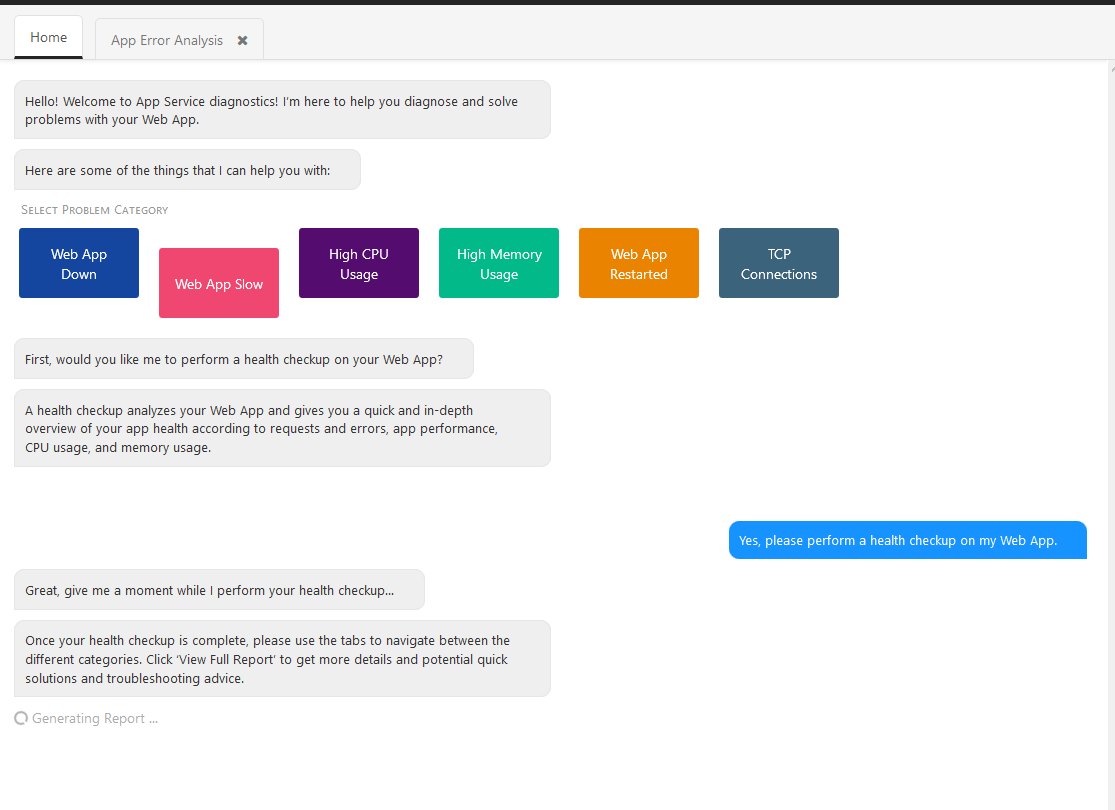 Home
App Error Analysis ✖
Hello! Welcome to App Service diagnostics! I'm here to help you diagnose and solve
problems with your Web App.
Here are some of the things that I can help you with:
Select Problem Category
Web App
Down
Web App Slow
High CPU
Usage
High Memory
Usage
Web App
Restarted
TCP
Connections
First, would you like me to perform a health checkup on your Web App?
A health checkup analyzes your Web App and gives you a quick and in-depth
overview of your app health according to requests and errors, app performance,
CPU usage, and memory usage.
Yes, please perform a health checkup on my Web App.
Great, give me a moment while I perform your health checkup...
Once your health checkup is complete, please use the tabs to navigate between the
different categories. Click 'View Full Report' to get more details and potential quick
solutions and troubleshooting advice.
Generating Report ...